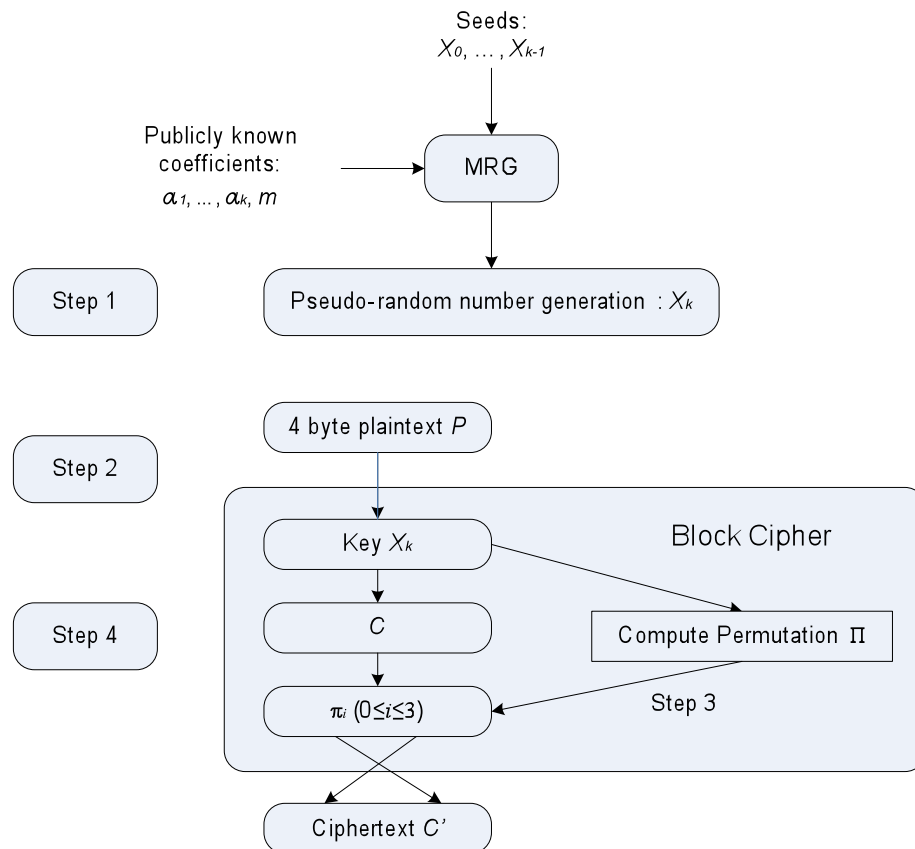 Seeds:
X0, ... , Xk-1
Publicly known
coefficients:
α1, ... , αk, m
MRG
Step 1
Pseudo-random number generation : Xk
4 byte plaintext P
Step 2
Block Cipher
Key Xk
Step 4
C
Compute Permutation Π
πi (0≤i≤3)
Step 3
Ciphertext C'